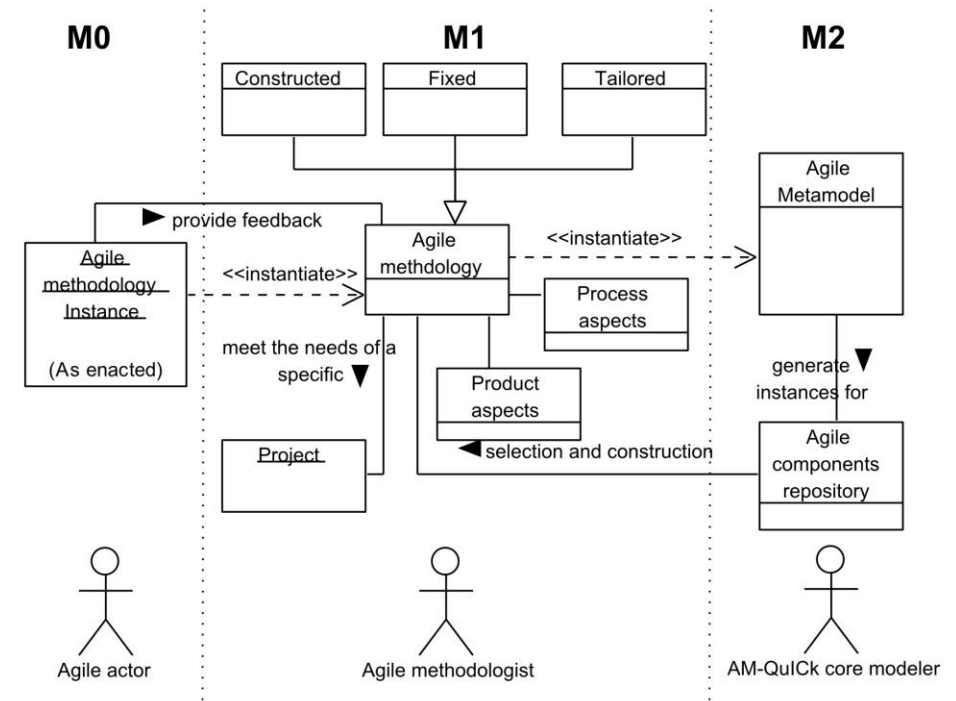 M0
M1
M2
Constructed
Fixed
Tailored
Agile
Metamodel
provide feedback
Agile
methdology
<<instantiate>>
Agile
methodology
Instance
(As enacted)
<<instantiate>>
Process
aspects
meet the needs of a
specific
Product
aspects
generate
instances for
Project
selection and construction
Agile
components
repository
Agile actor
Agile methodologist
AM-QuICk core modeler